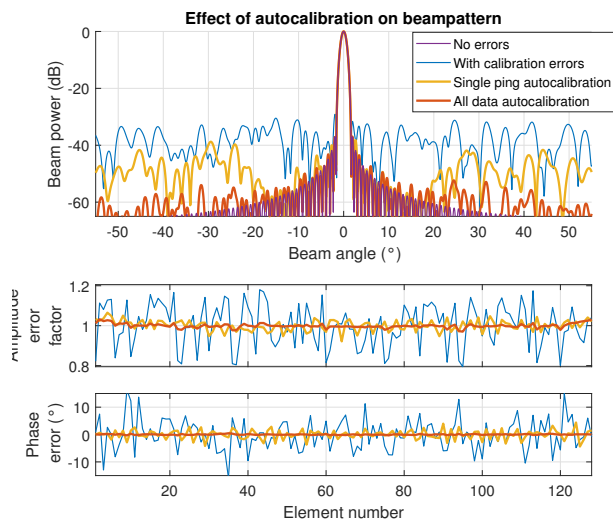 Effect of autocalibration on beampattern
Beam power (dB)
0
-20
-40
-60
No errors
With calibration errors
Single ping autocalibration
All data autocalibration
-50 -40 -30 -20 -10 0 10 20 30 40 50
Beam angle (°)
Amplitude
error
factor
1.2
1
0.8
Phase
error (°)
10
0
-10
20 40 60 80 100 120
Element number